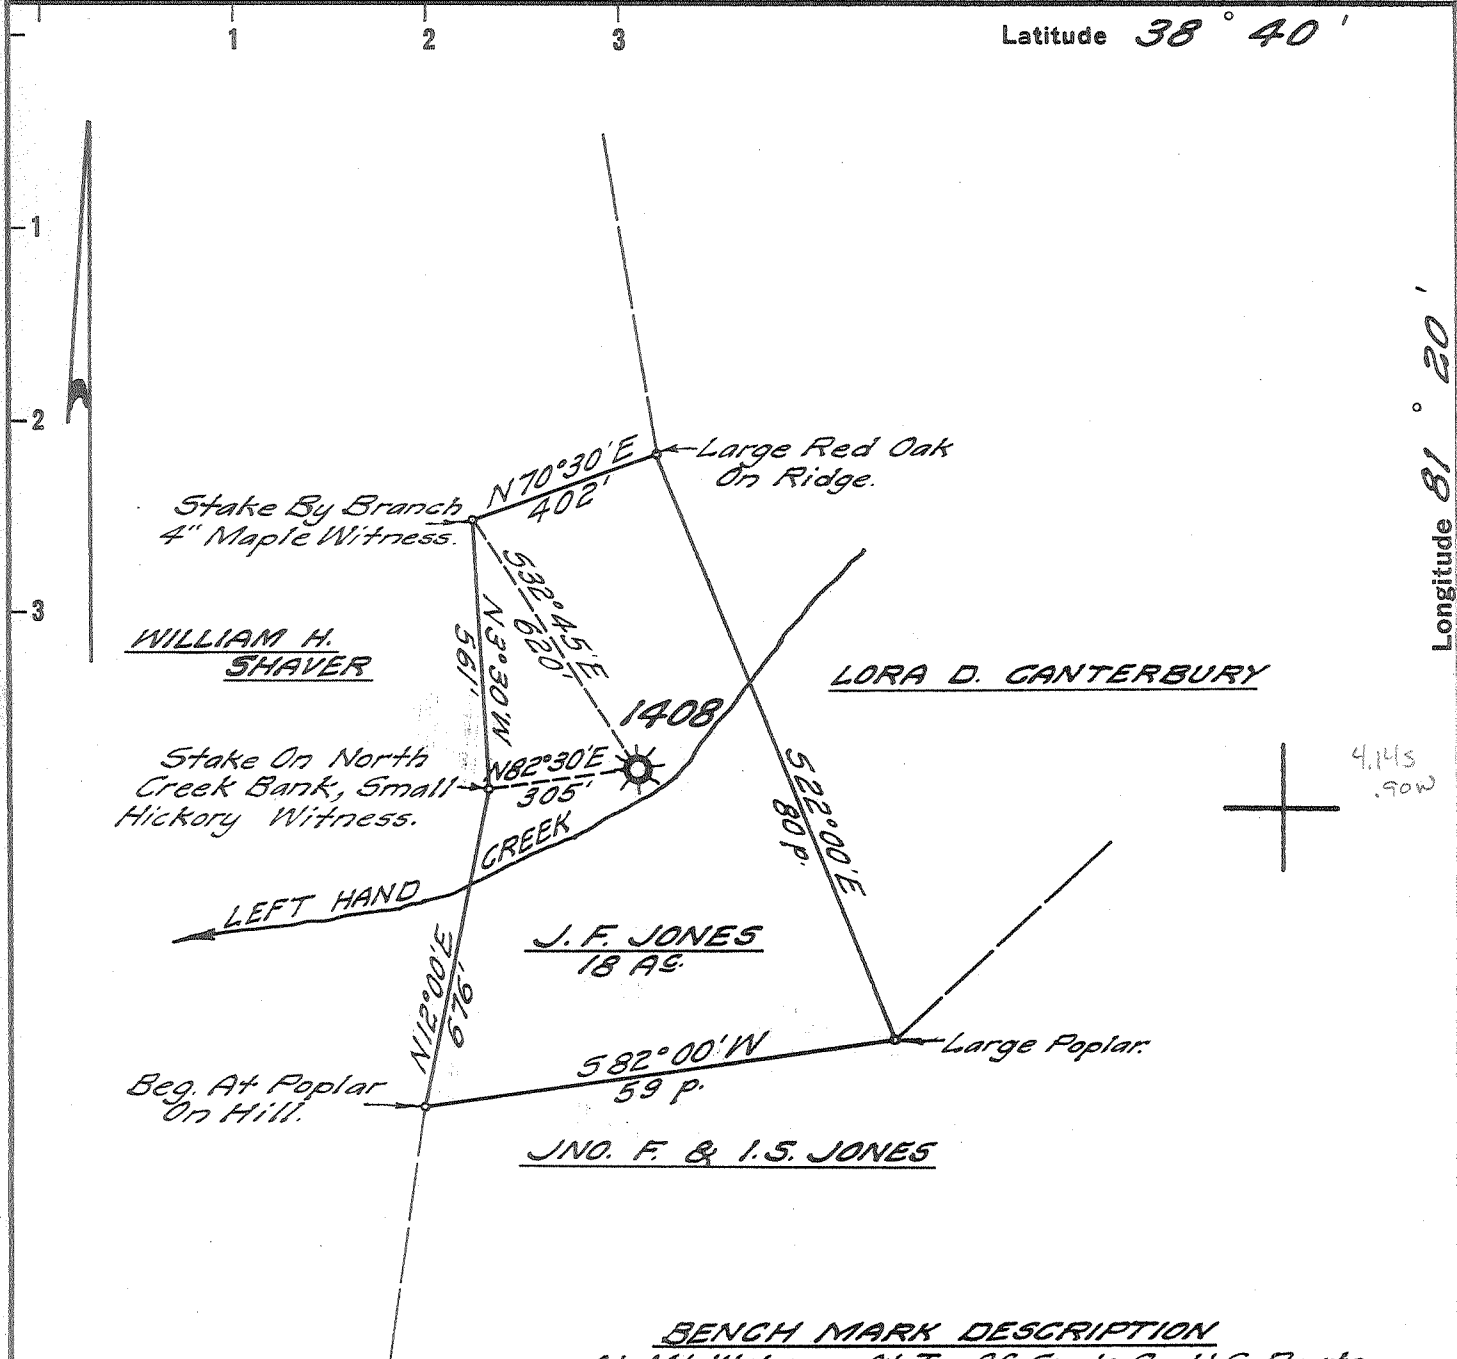 1
2
3
Latitude 38° 40'
1
2
3
Longitude 81° 20'
Large Red Oak
On Ridge.
N70°30'E
402'
Stake By Branch
4" Maple Witness.
S32°45'E
620'
N3°30'W
561'
WILLIAM H.
SHAVER
LORA D. CANTERBURY
1408
Stake On North
Creek Bank, Small
Hickory Witness.
N82°30'E
305'
4.14S
.90W
S22°00'E
80 p.
LEFT HAND CREEK
J. F. JONES
18 Ac.
N12°00'E
676'
S82°00'W
59 p.
Large Poplar.
Beg. At Poplar
On Hill.
JNO. F. & I.S. JONES
BENCH MARK DESCRIPTION